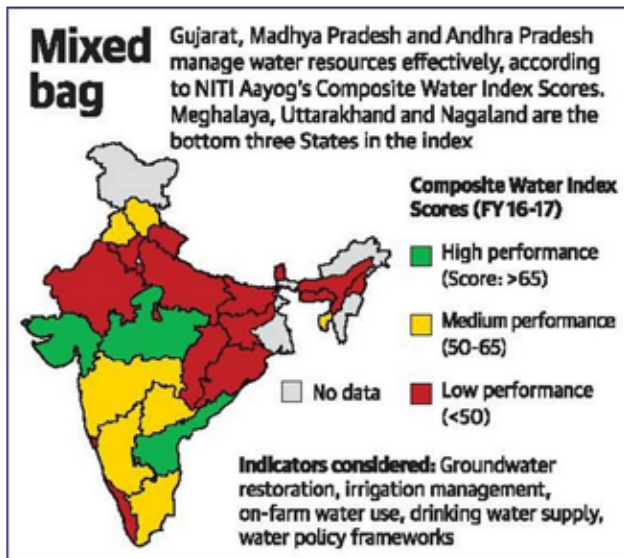 Mixed
bag
Gujarat, Madhya Pradesh and Andhra Pradesh
manage water resources effectively, according
to NITI Aayog's Composite Water Index Scores.
Meghalaya, Uttarakhand and Nagaland are the
bottom three States in the index
Composite Water Index
Scores (FY 16-17)
High performance
(Score: >65)
Medium performance
(50-65)
No data
Low performance
(<50)
Indicators considered: Groundwater
restoration, irrigation management,
on-farm water use, drinking water supply,
water policy frameworks